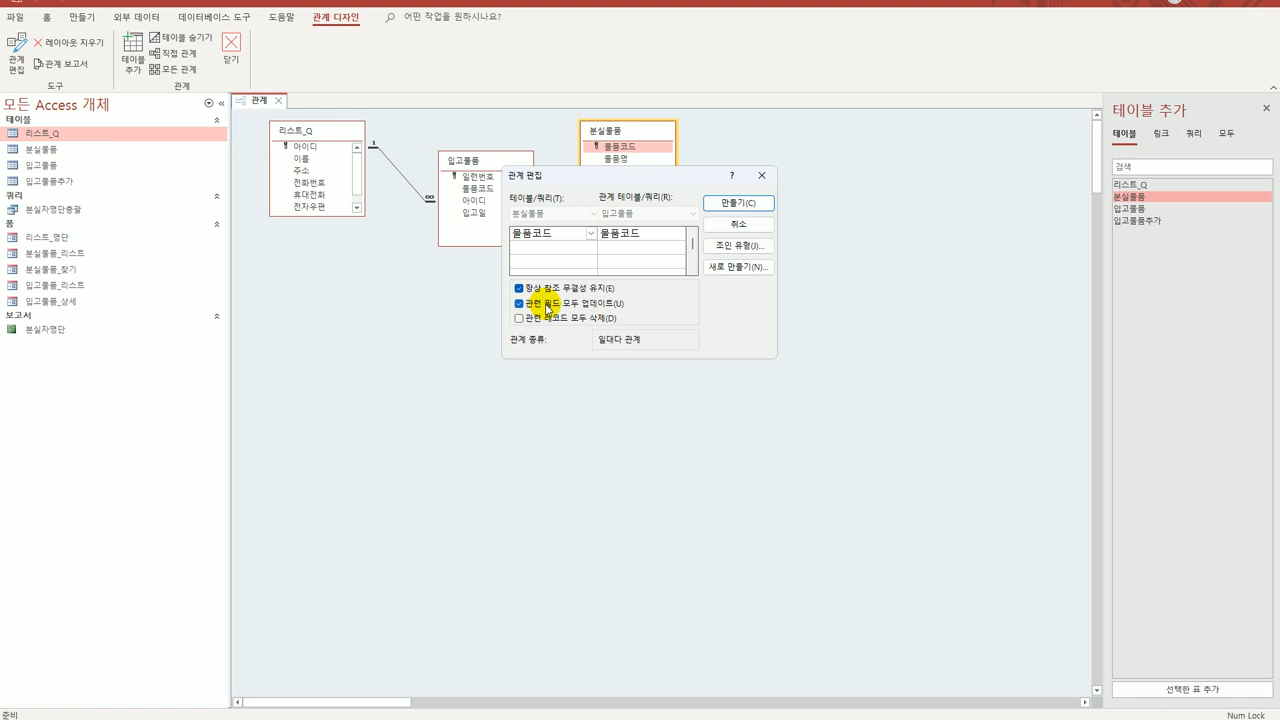 파일
홈
만들기
외부 데이터
데이터베이스 도구
도움말
관계 디자인
어떤 작업을 원하시나요?
관계
편집
레이아웃 지우기
관계 보고서
도구
테이블
추가
테이블 숨기기
직접 관계
모든 관계
관계
닫기
모든 Access 개체
테이블
리스트_Q
분실물품
입고물품
입고물품추가
쿼리
분실자명단총괄
폼
리스트_명단
분실물품_리스트
분실물품_찾기
입고물품_리스트
입고물품_상세
보고서
분실자명단
관계
리스트_Q
아이디
이름
주소
전화번호
휴대전화
전자우편
1
∞
입고물품
일련번호
물품코드
아이디
입고일
분실물품
물품코드
물품명
관계 편집
?
테이블/쿼리(T):
관계 테이블/쿼리(R):
분실물품
입고물품
물품코드
물품코드
항상 참조 무결성 유지(E)
관련 필드 모두 업데이트(U)
관련 레코드 모두 삭제(D)
관계 종류:
일대다 관계
만들기(C)
취소
조인 유형(J)...
새로 만들기(N)...
테이블 추가
테이블
링크
쿼리
모두
검색
리스트_Q
분실물품
입고물품
입고물품추가
선택한 표 추가
준비
Num Lock